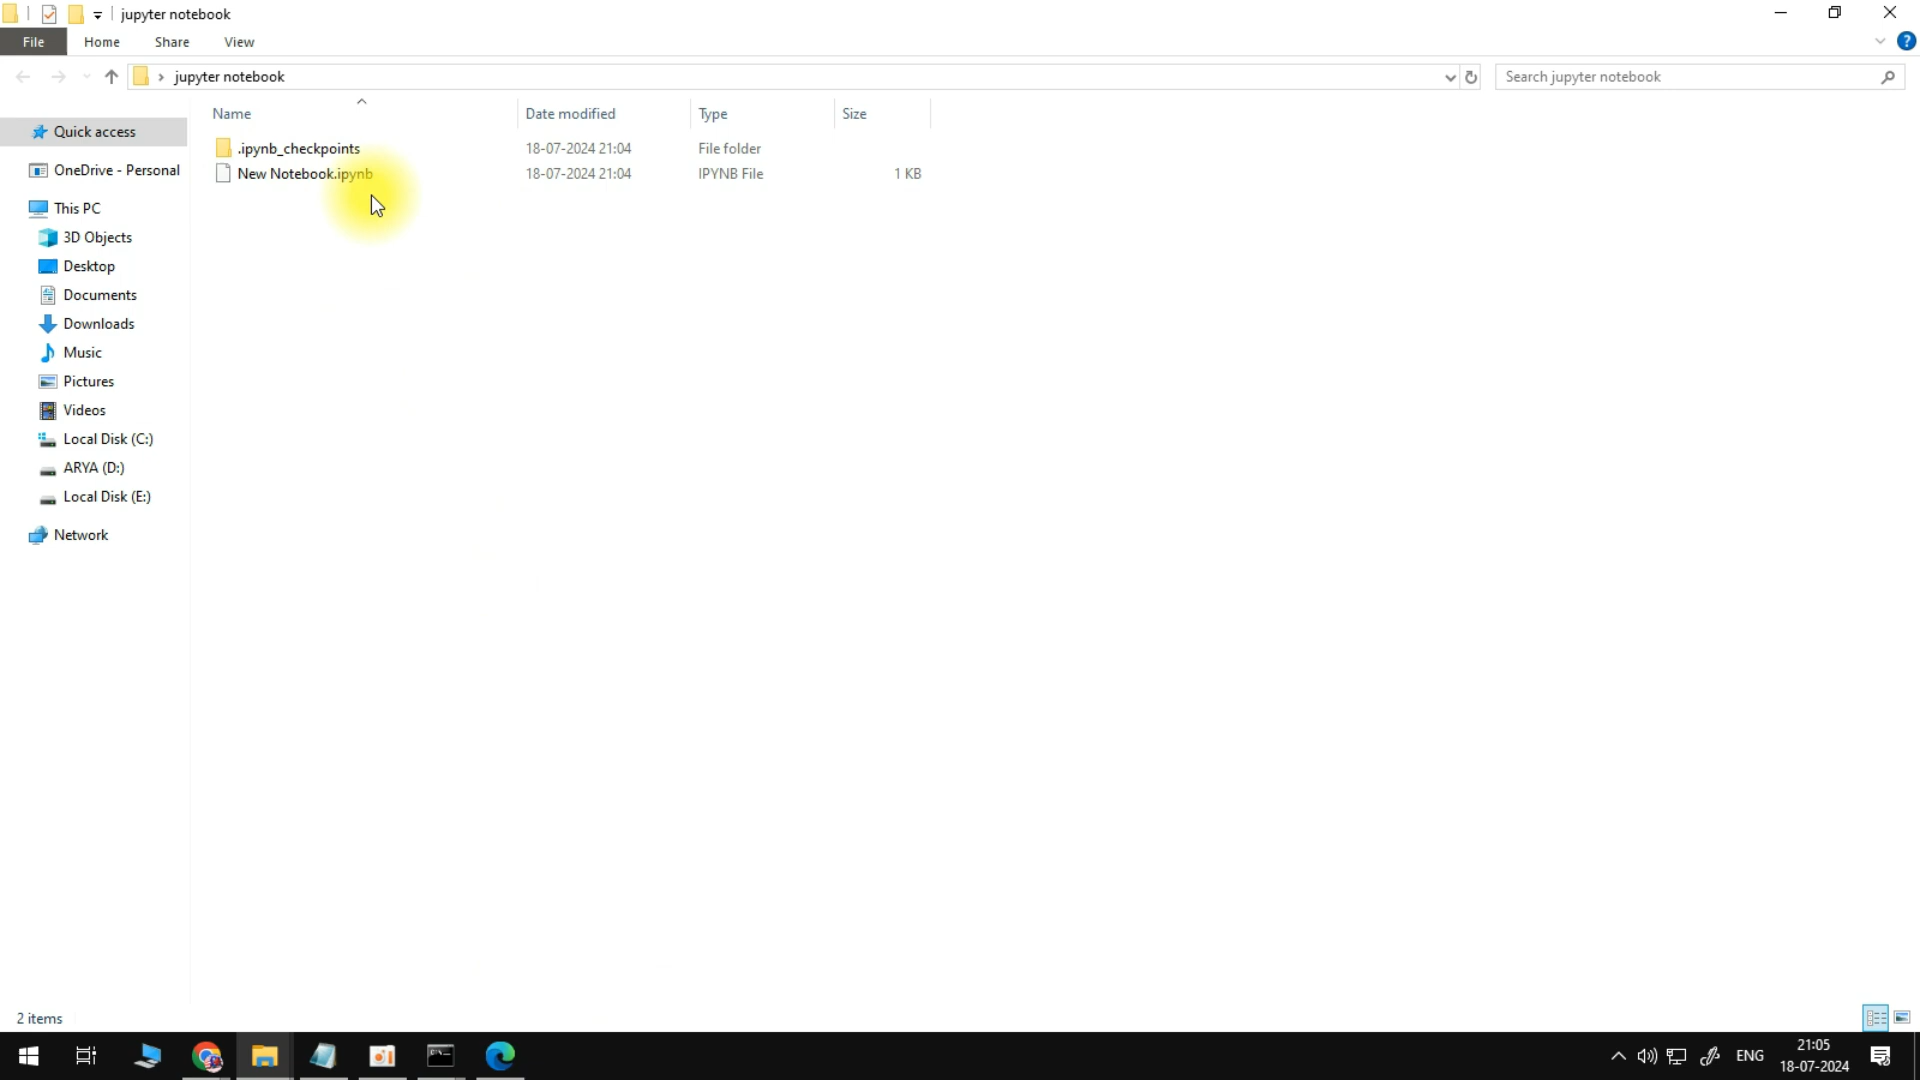 jupyter notebook
File Home Share View
jupyter notebook
Search jupyter notebook
Name Date modified Type Size
.ipynb_checkpoints 18-07-2024 21:04 File folder
New Notebook.ipynb 18-07-2024 21:04 IPYNB File 1 KB
Quick access
OneDrive - Personal
This PC
3D Objects
Desktop
Documents
Downloads
Music
Pictures
Videos
Local Disk (C:)
ARYA (D:)
Local Disk (E:)
Network
2 items
ENG
21:05
18-07-2024